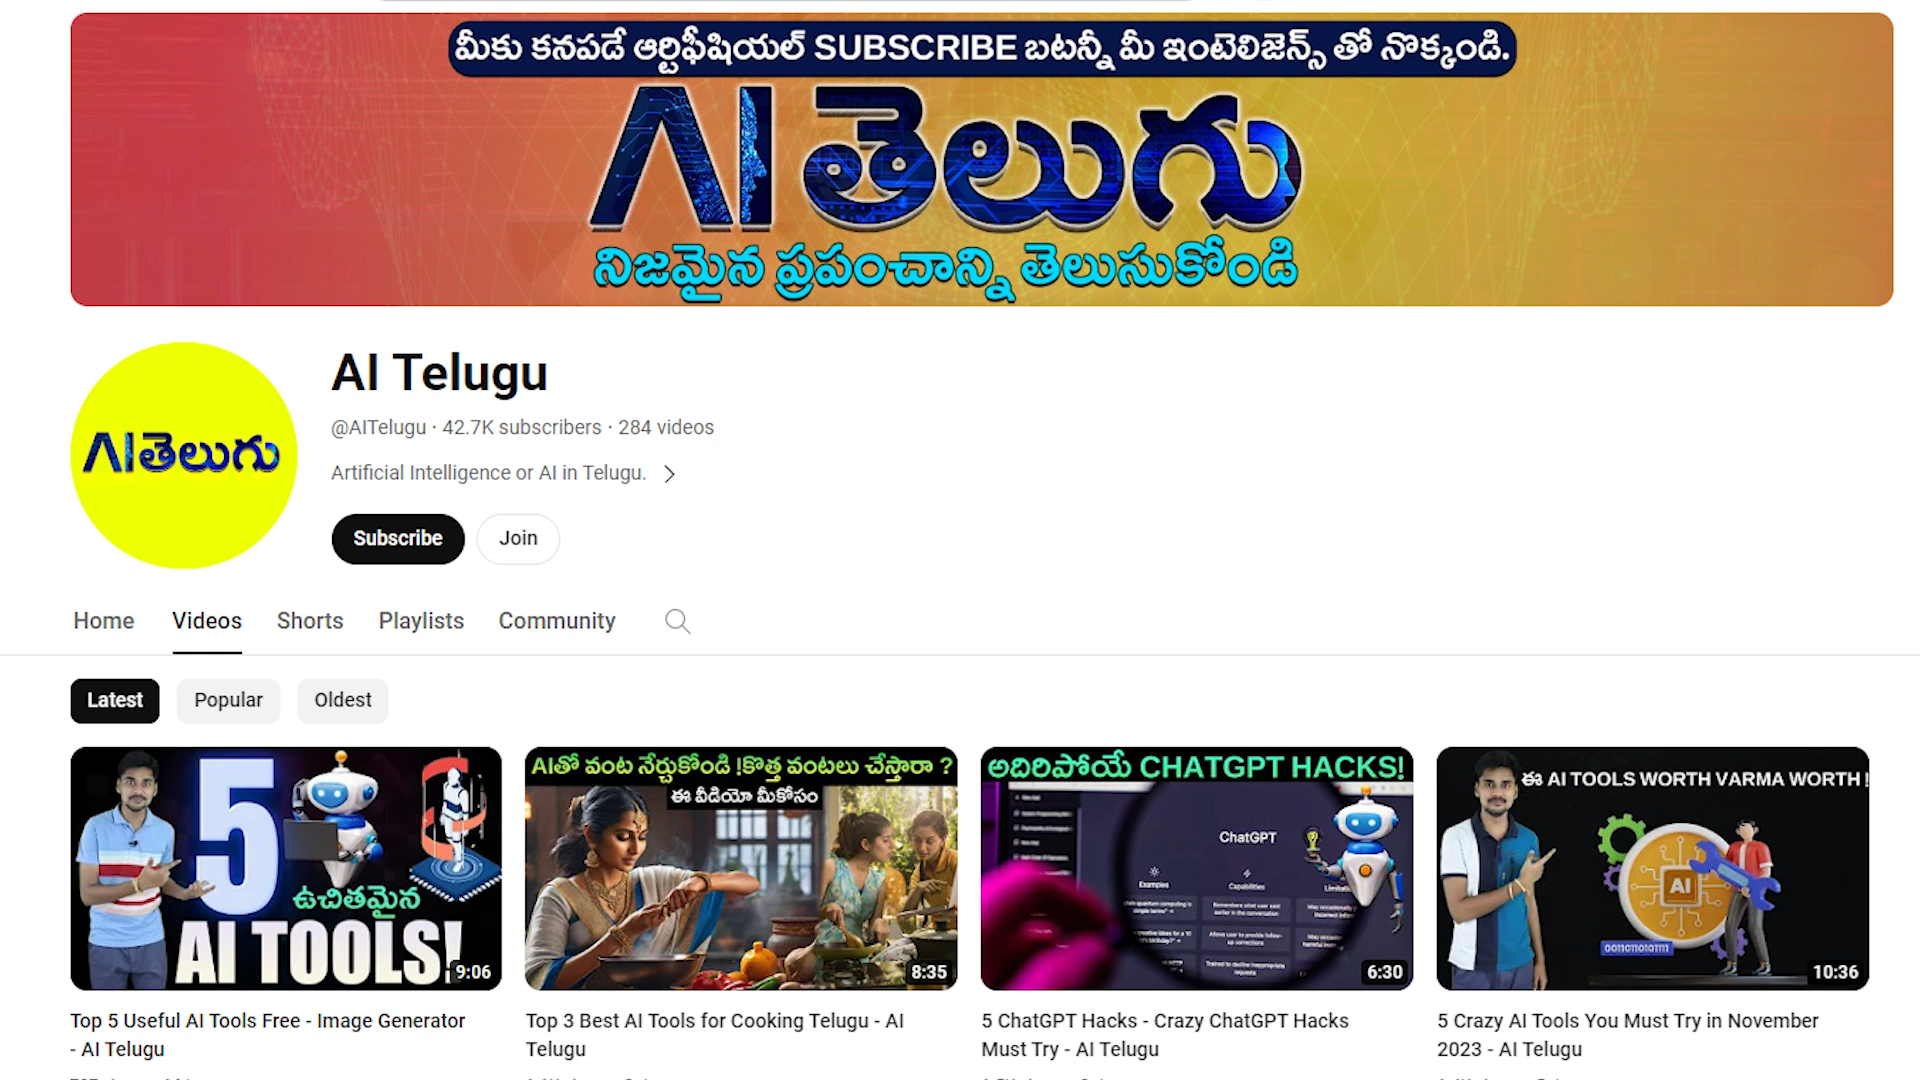 మీకు కనపడే ఆర్టిఫీషియల్ SUBSCRIBE బటన్నీ మీ ఇంటెలిజెన్స్ తో నొక్కండి.
AI తెలుగు
నిజమైన ప్రపంచాన్ని తెలుసుకోండి
AI తెలుగు
AI Telugu
@AITelugu · 42.7K subscribers · 284 videos
Artificial Intelligence or AI in Telugu.
Subscribe Join
Home Videos Shorts Playlists Community
Latest Popular Oldest
5
ఉచితమైన
AI TOOLS!
9:06
AIతో వంట నేర్చుకోండి !కొత్త వంటలు చేస్తారా ?
ఈ వీడియో మీకోసం
8:35
అదిరిపోయే CHATGPT HACKS!
ChatGPT
Examples
Capabilities
6:30
ఈ AI TOOLS WORTH VARMA WORTH !
AI
00110110101111
10:36
Top 5 Useful AI Tools Free - Image Generator
- AI Telugu
Top 3 Best AI Tools for Cooking Telugu - AI
Telugu
5 ChatGPT Hacks - Crazy ChatGPT Hacks
Must Try - AI Telugu
5 Crazy AI Tools You Must Try in November
2023 - AI Telugu